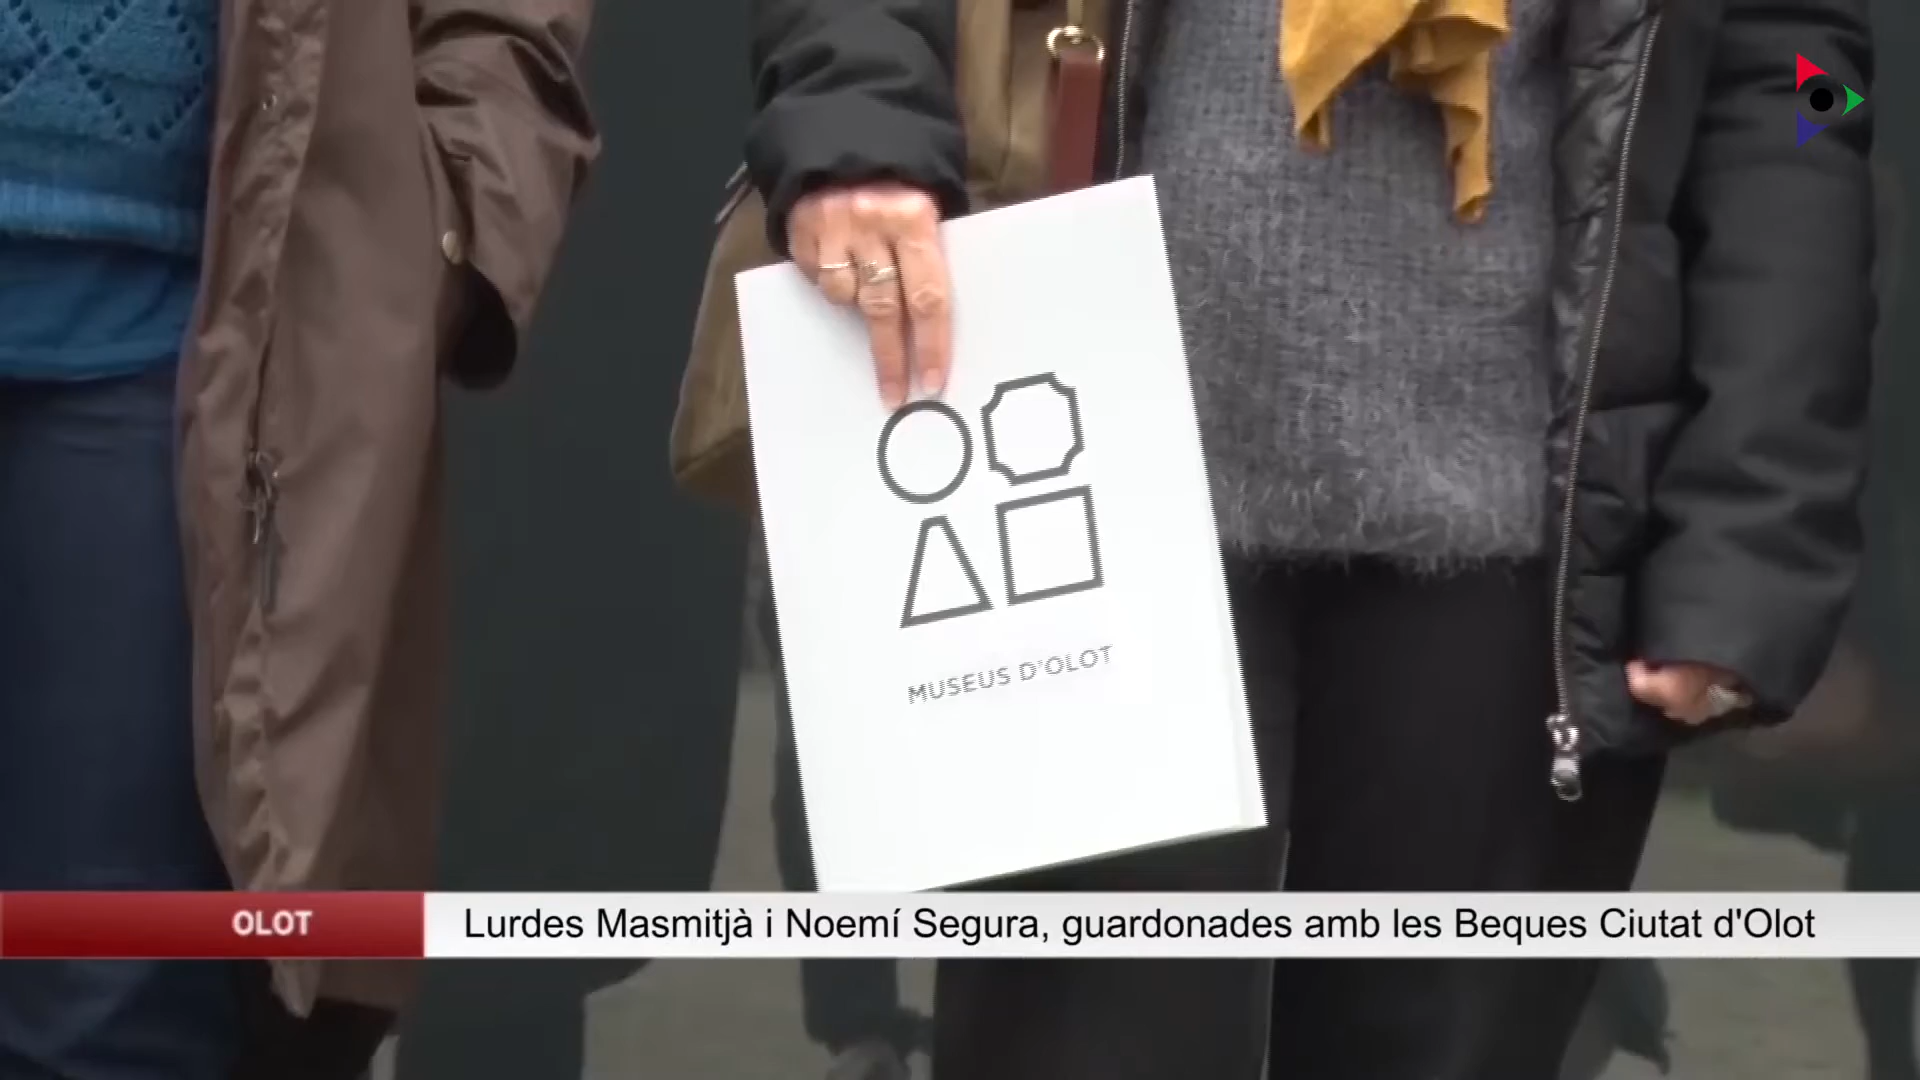 MUSEUS D'OLOT
OLOT
Lurdes Masmitjà i Noemí Segura, guardonades amb les Beques Ciutat d'Olot